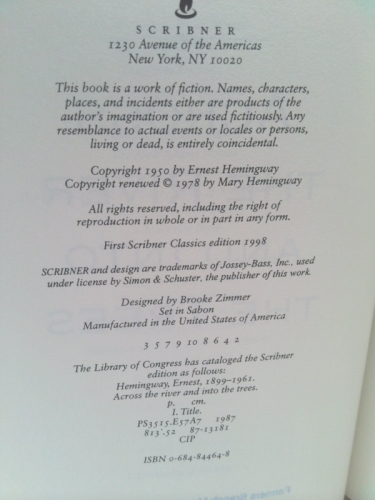 SCRIBNER
1230 Avenue of the Americas
New York, NY 10020
This book is a work of fiction. Names, characters,
places, and incidents either are products of the
author's imagination or are used fictitiously. Any
resemblance to actual events or locales or persons,
living or dead, is entirely coincidental.
Copyright 1950 by Ernest Hemingway
Copyright renewed © 1978 by Mary Hemingway
All rights reserved, including the right of
reproduction in whole or in part in any form.
First Scribner Classics edition 1998
SCRIBNER and design are trademarks of Jossey-Bass, Inc., used
under license by Simon & Schuster, the publisher of this work.
Designed by Brooke Zimmer
Set in Sabon
Manufactured in the United States of America
3 5 7 9 10 8 6 4 2
The Library of Congress has cataloged the Scribner
edition as follows:
Hemingway, Ernest, 1899–1961.
Across the river and into the trees.
p. cm.
I. Title.
PS3515.E57A7 1987
813'.52 87-13181
CIP
ISBN 0-684-84464-8